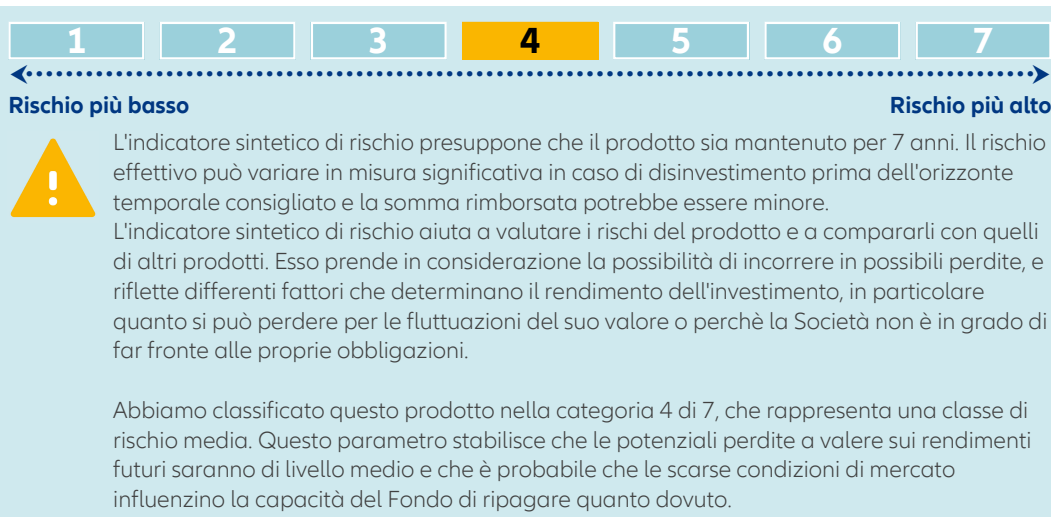 1 2 3 4 5 6 7
Rischio più basso Rischio più alto
L'indicatore sintetico di rischio presuppone che il prodotto sia mantenuto per 7 anni. Il rischio
effettivo può variare in misura significativa in caso di disinvestimento prima dell'orizzonte
temporale consigliato e la somma rimborsata potrebbe essere minore.
L'indicatore sintetico di rischio aiuta a valutare i rischi del prodotto e a compararli con quelli
di altri prodotti. Esso prende in considerazione la possibilità di incorrere in possibili perdite, e
riflette differenti fattori che determinano il rendimento dell'investimento, in particolare
quanto si può perdere per le fluttuazioni del suo valore o perchè la Società non è in grado di
far fronte alle proprie obbligazioni.
Abbiamo classificato questo prodotto nella categoria 4 di 7, che rappresenta una classe di
rischio media. Questo parametro stabilisce che le potenziali perdite a valere sui rendimenti
futuri saranno di livello medio e che è probabile che le scarse condizioni di mercato
influenzino la capacità del Fondo di ripagare quanto dovuto.